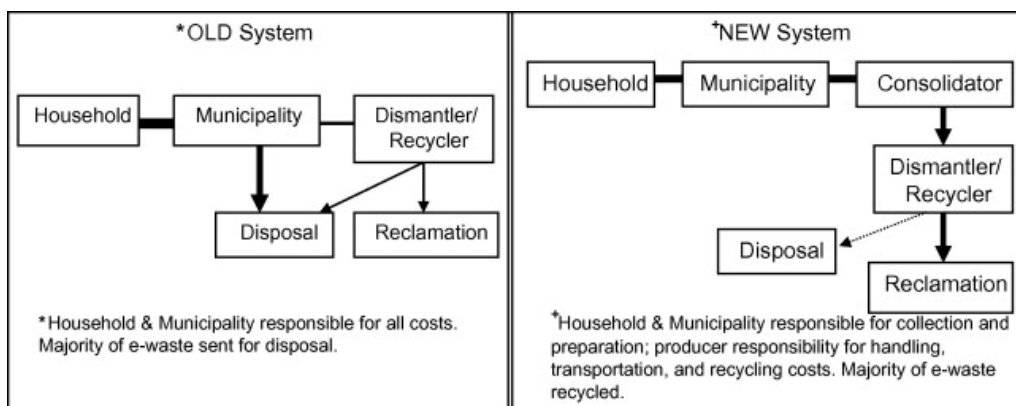 *OLD System
Household
Municipality
Dismantler/
Recycler
Disposal
Reclamation
*Household & Municipality responsible for all costs.
Majority of e-waste sent for disposal.
+NEW System
Household
Municipality
Consolidator
Dismantler/
Recycler
Disposal
Reclamation
+Household & Municipality responsible for collection and
preparation; producer responsibility for handling,
transportation, and recycling costs. Majority of e-waste
recycled.